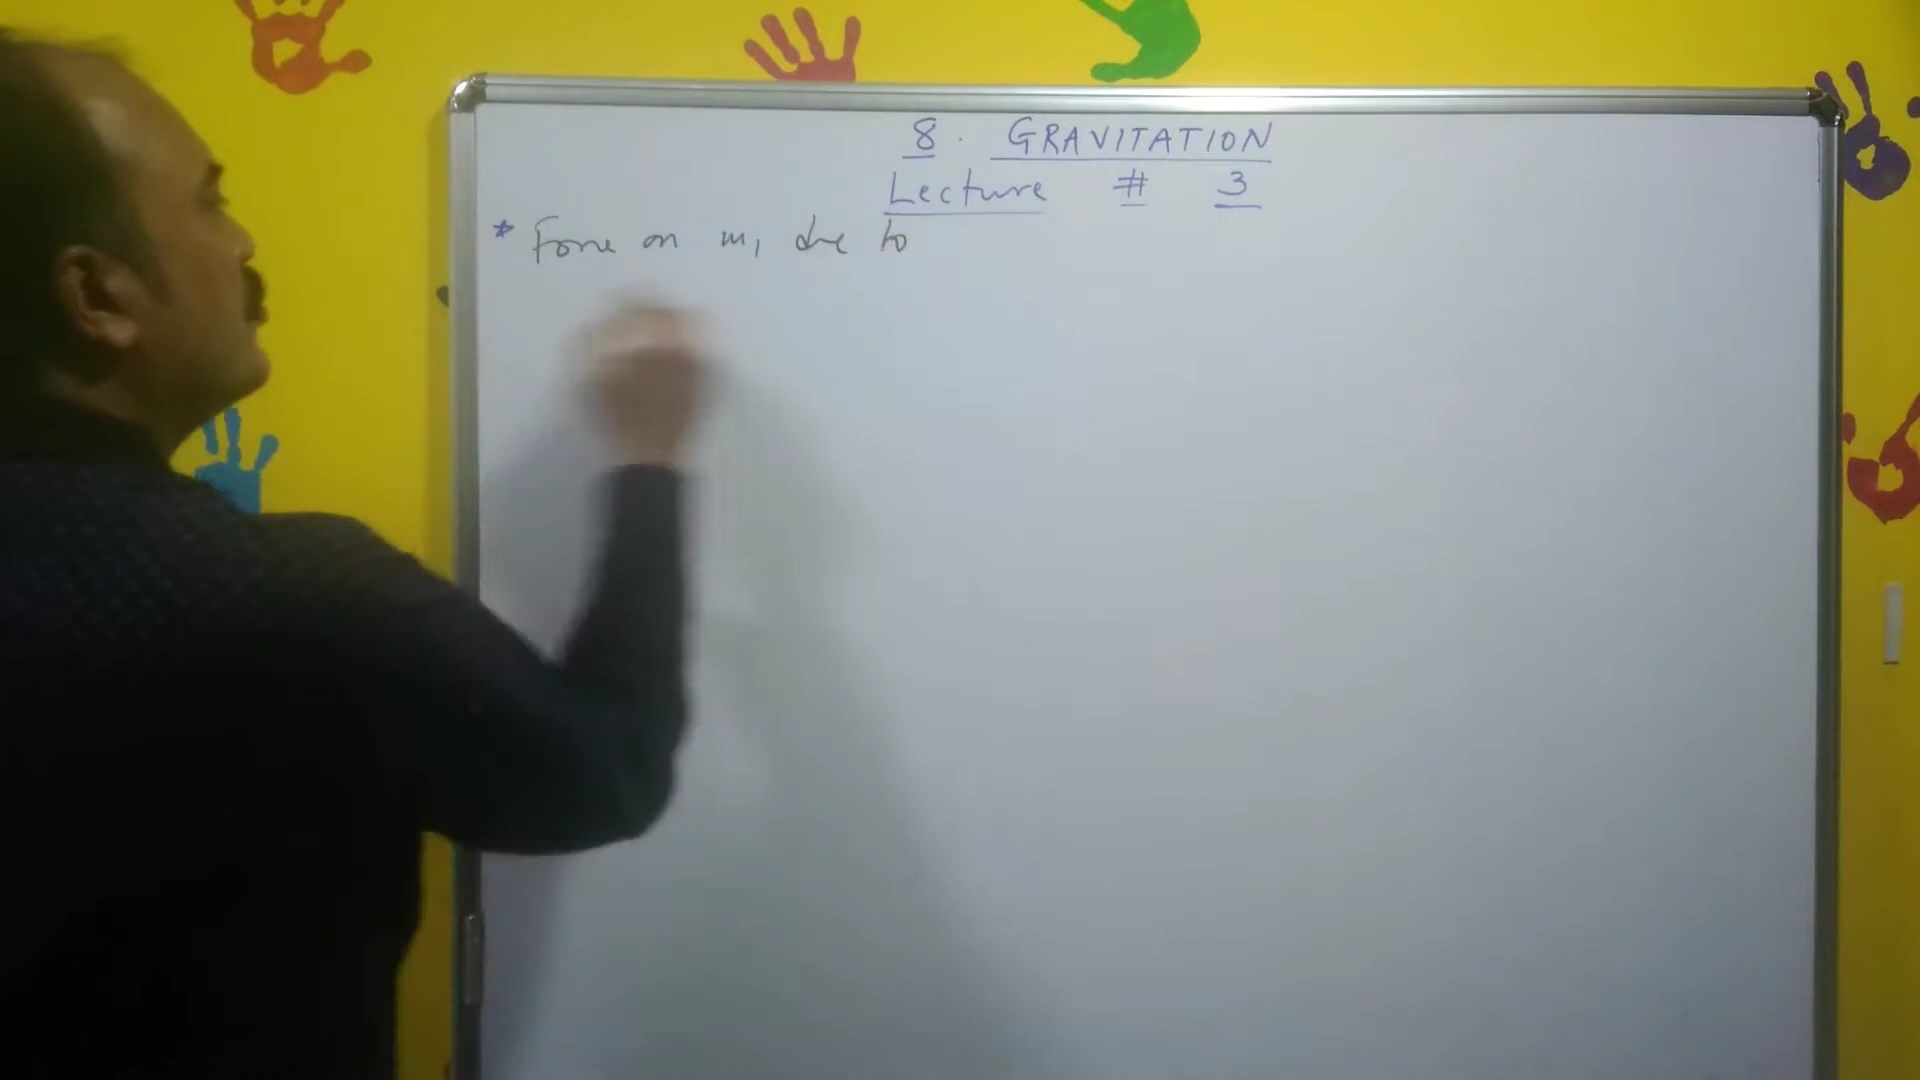 8. GRAVITATION
Lecture # 3
* Force on m₁ due to